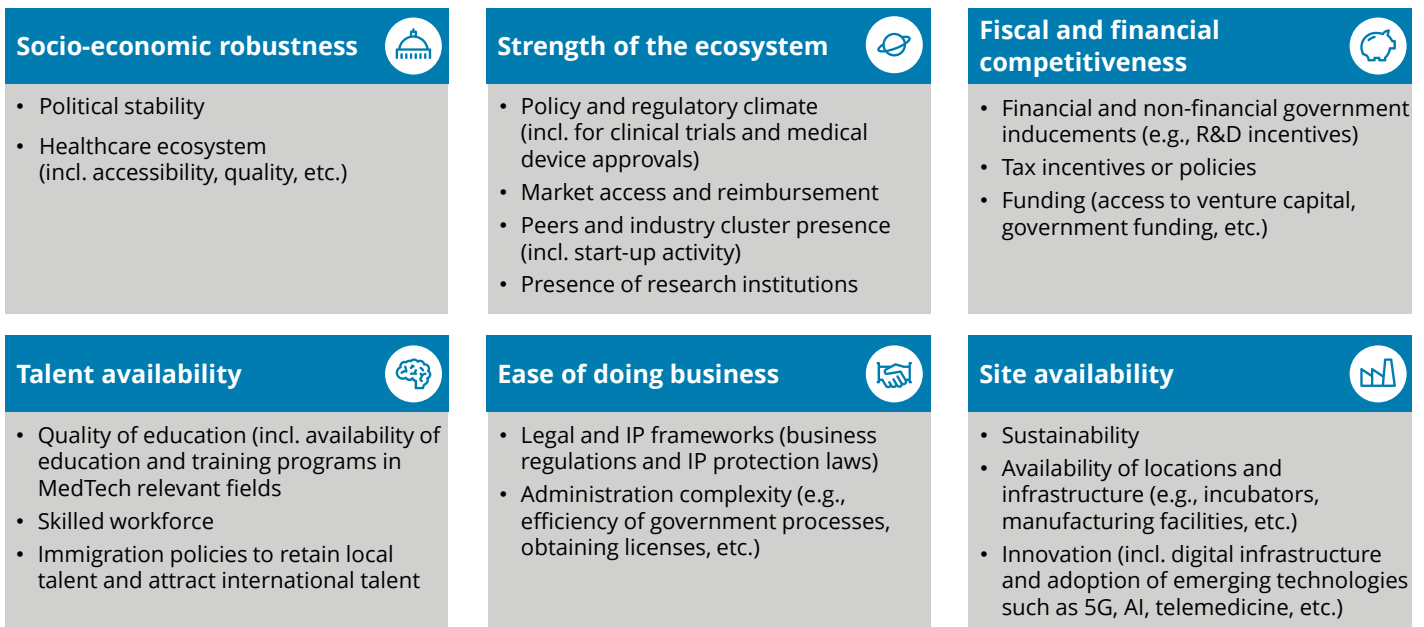 Socio-economic robustness
• Political stability
• Healthcare ecosystem
(incl. accessibility, quality, etc.)
Strength of the ecosystem
• Policy and regulatory climate
(incl. for clinical trials and medical
device approvals)
• Market access and reimbursement
• Peers and industry cluster presence
(incl. start-up activity)
• Presence of research institutions
Fiscal and financial
competitiveness
• Financial and non-financial government
inducements (e.g., R&D incentives)
• Tax incentives or policies
• Funding (access to venture capital,
government funding, etc.)
Talent availability
• Quality of education (incl. availability of
education and training programs in
MedTech relevant fields
• Skilled workforce
• Immigration policies to retain local
talent and attract international talent
Ease of doing business
• Legal and IP frameworks (business
regulations and IP protection laws)
• Administration complexity (e.g.,
efficiency of government processes,
obtaining licenses, etc.)
Site availability
• Sustainability
• Availability of locations and
infrastructure (e.g., incubators,
manufacturing facilities, etc.)
• Innovation (incl. digital infrastructure
and adoption of emerging technologies
such as 5G, AI, telemedicine, etc.)